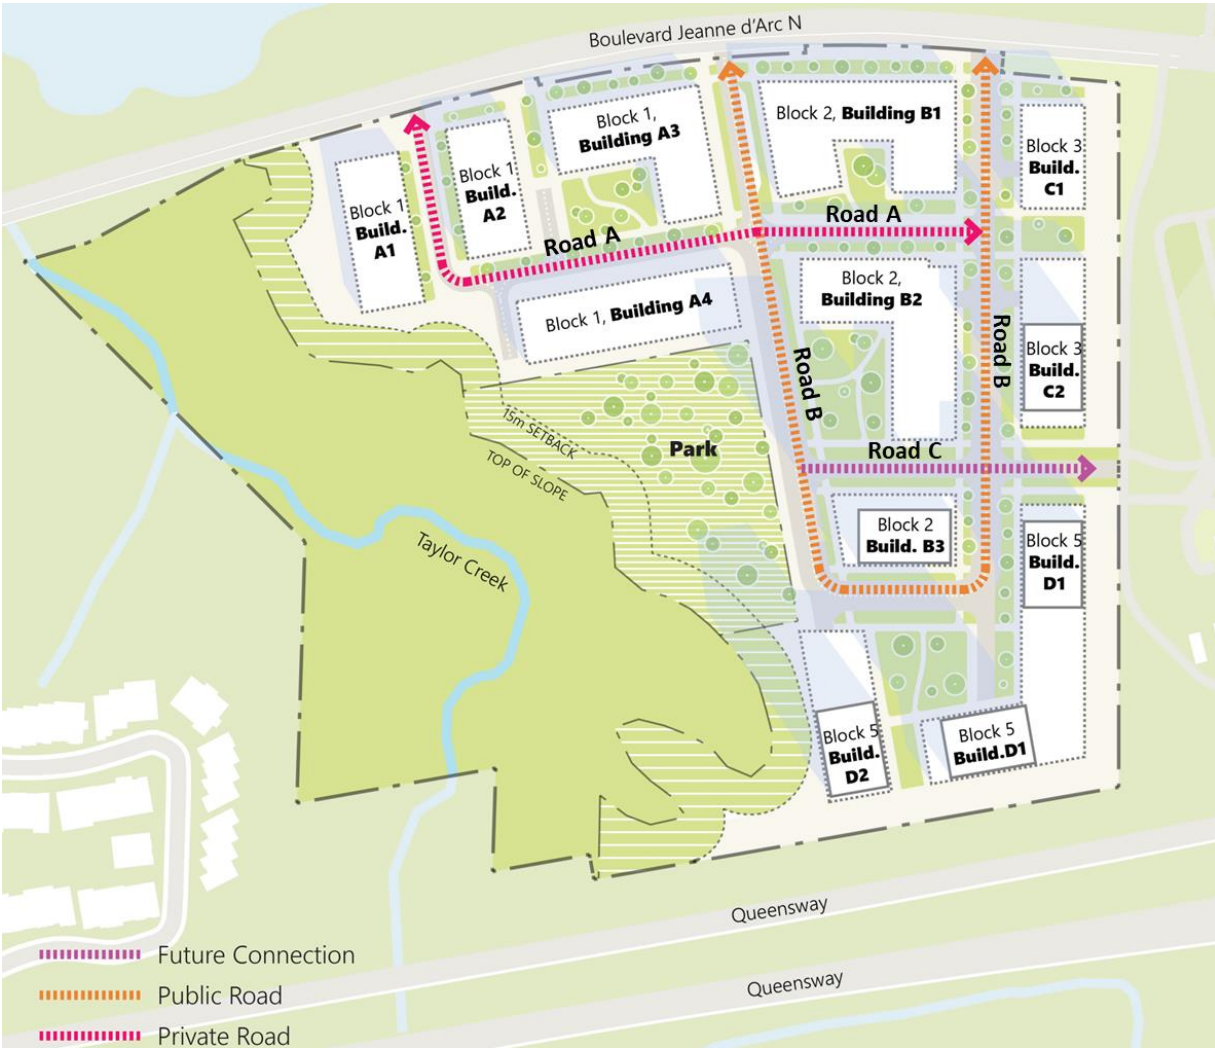 Boulevard Jeanne d'Arc N
Block 1,
Building A3
Block 2, Building B1
Block 3
Build.
C1
Block 1
Build.
A2
Block 1
Build.
A1
Road A
Road A
Block 2,
Building B2
Block 1, Building A4
Road B
Road B
Block 3
Build.
C2
15m SETBACK
TOP OF SLOPE
Park
Road C
Block 2
Build. B3
Block 5
Build.
D1
Taylor Creek
Block 5
Build.
D2
Block 5
Build.D1
Queensway
Queensway
Future Connection
Public Road
Private Road